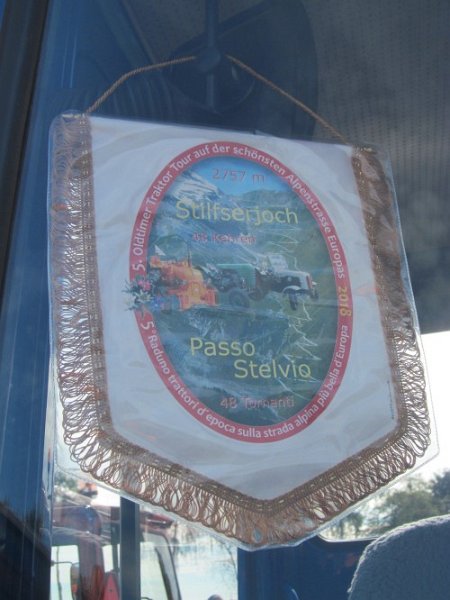 5. Oldtimer Traktor Tour auf der schönsten Alpenstrasse Europas 2018
2757 m
Stilfserjoch
48 Kehren
Passo
Stelvio
48 Tornanti
5° Raduno trattori d'epoca sulla strada alpina più bella d'Europa